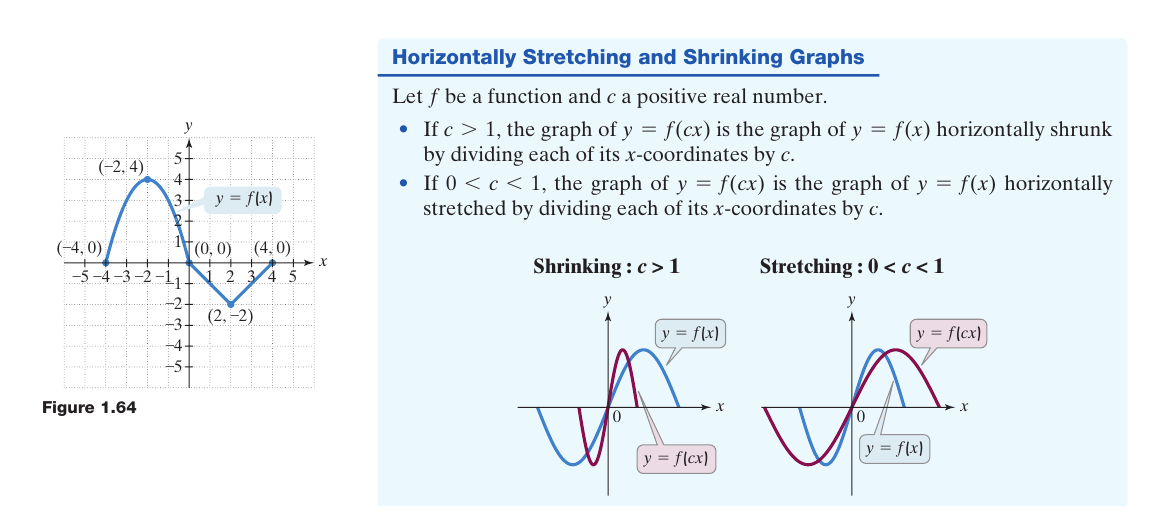 Horizontally Stretching and Shrinking Graphs
Let f be a function and c a positive real number.
• If c > 1, the graph of y = f(cx) is the graph of y = f(x) horizontally shrunk
by dividing each of its x-coordinates by c.
• If 0 < c < 1, the graph of y = f(cx) is the graph of y = f(x) horizontally
stretched by dividing each of its x-coordinates by c.
y
5
(−2, 4)
4
3
y = f(x)
2
1
(−4, 0)
(0, 0)
(4, 0)
x
−5 −4 −3 −2 −1
1 2 3 4 5
−1
−2
(2, −2)
−3
−4
−5
Figure 1.64
Shrinking : c > 1
y
y = f(x)
x
0
y = f(cx)
Stretching : 0 < c < 1
y
y = f(cx)
x
0
y = f(x)